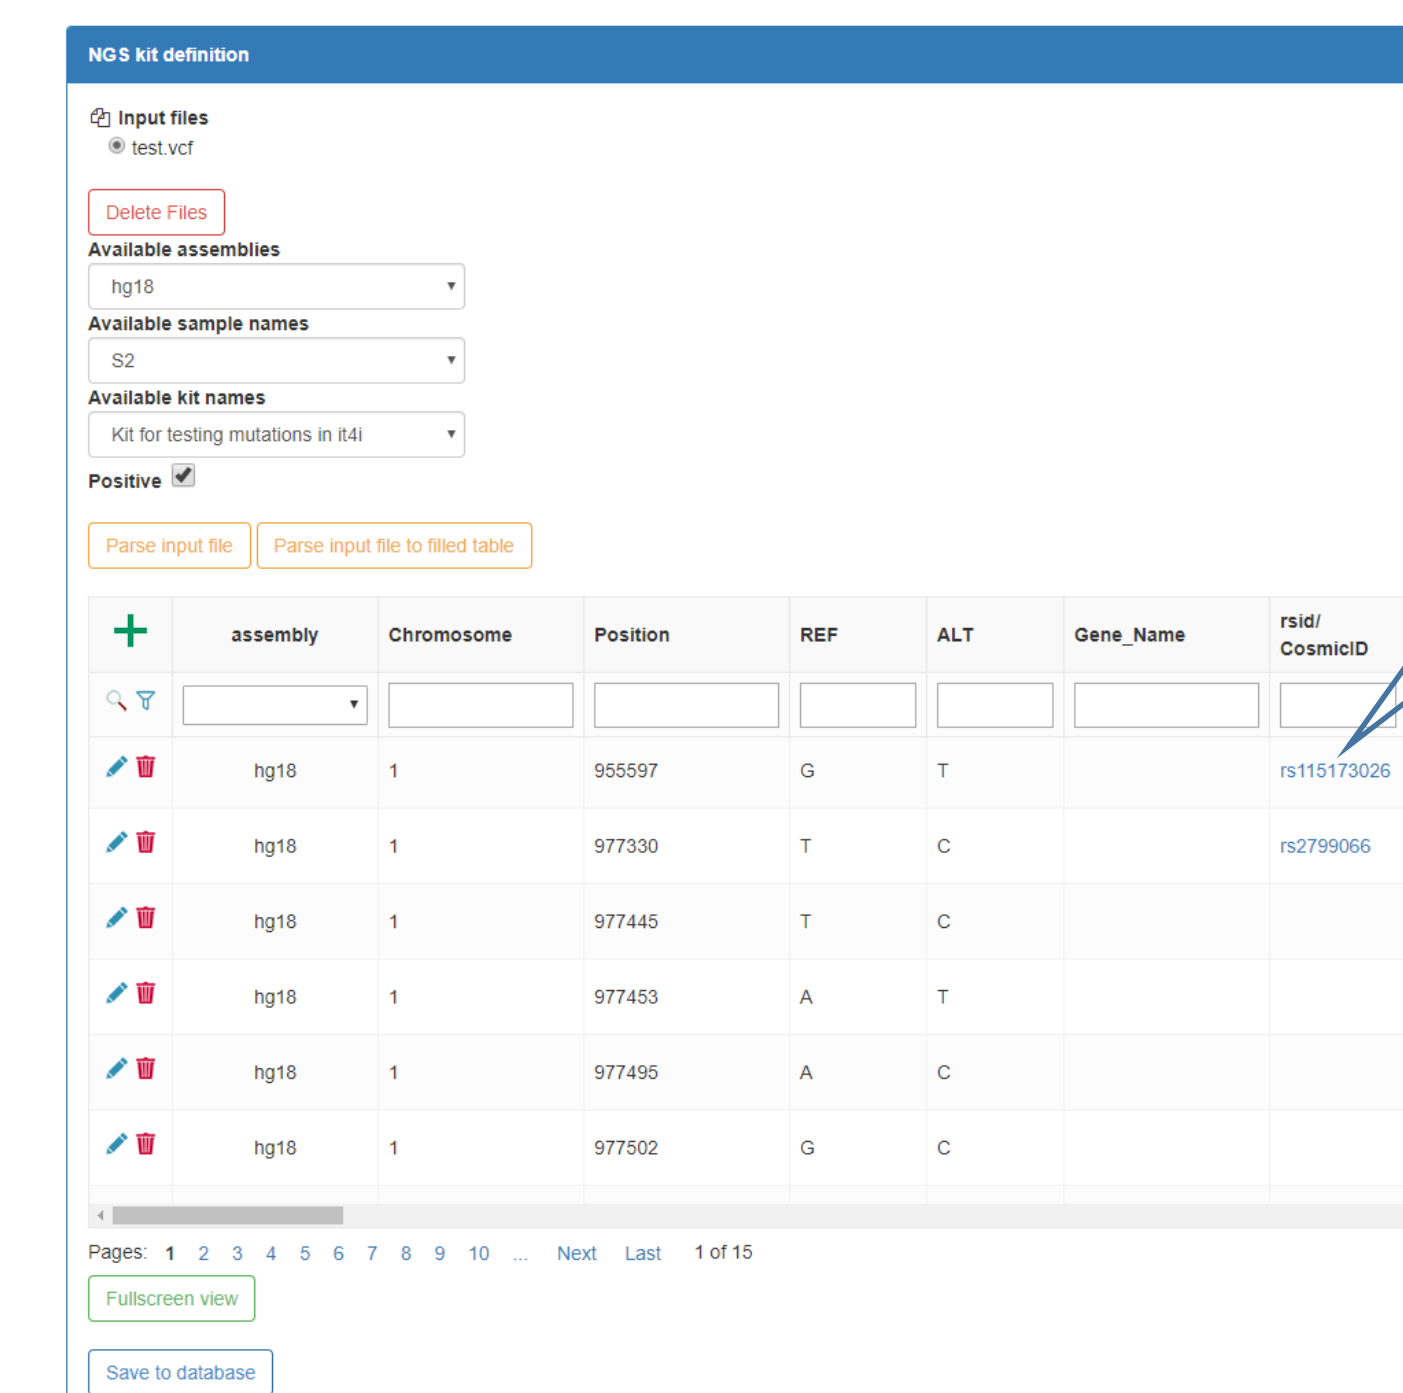 NGS kit definition
Input files
test.vcf
Delete Files
Available assemblies
hg18
Available sample names
S2
Available kit names
Kit for testing mutations in it4i
Positive
Parse input file Parse input file to filled table
assembly Chromosome Position REF ALT Gene_Name rsid/
CosmicID
hg18 1 955597 G T rs115173026
hg18 1 977330 T C rs2799066
hg18 1 977445 T C
hg18 1 977453 A T
hg18 1 977495 A C
hg18 1 977502 G C
Pages: 1 2 3 4 5 6 7 8 9 10 ... Next Last 1 of 15
Fullscreen view
Save to database